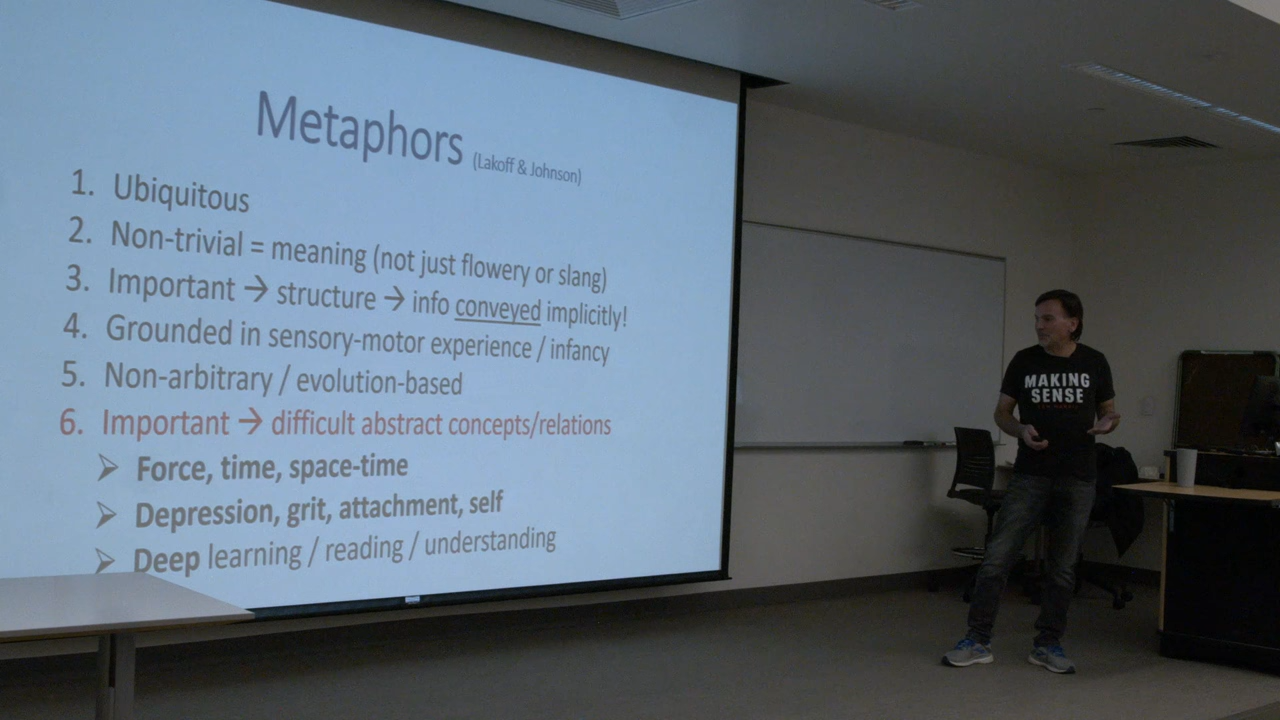 Metaphors (Lakoff & Johnson)
1. Ubiquitous
2. Non-trivial = meaning (not just flowery or slang)
3. Important → structure → info conveyed implicitly!
4. Grounded in sensory-motor experience / infancy
5. Non-arbitrary / evolution-based
6. Important → difficult abstract concepts/relations
➢ Force, time, space-time
➢ Depression, grit, attachment, self
➢ Deep learning / reading / understanding
MAKING
SENSE